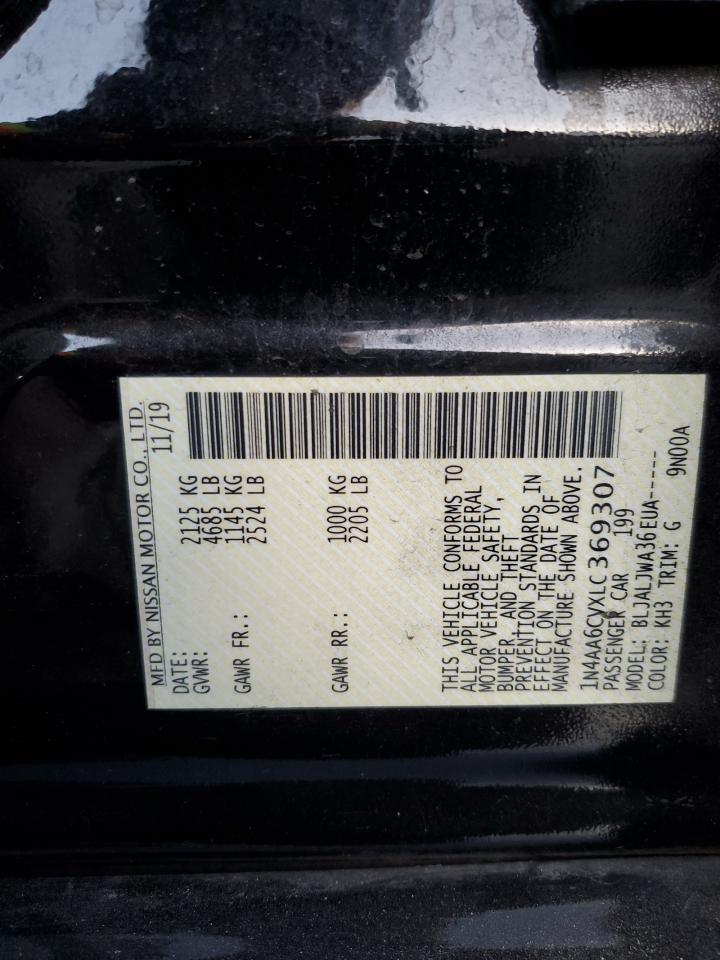 MFD BY NISSAN MOTOR CO., LTD.
DATE: 11/19
GVWR: 2125 KG
4685 LB
GAWR FR.: 1145 KG
2524 LB
GAWR RR.: 1000 KG
2205 LB
THIS VEHICLE CONFORMS TO
ALL APPLICABLE FEDERAL
MOTOR VEHICLE SAFETY,
BUMPER, AND THEFT
PREVENTION STANDARDS IN
EFFECT ON THE DATE OF
MANUFACTURE SHOWN ABOVE.
1N4AA6CVXLC369307
PASSENGER CAR 199
MODEL: BLJALJWA36EUA-----
COLOR: KH3 TRIM: G 9N00A